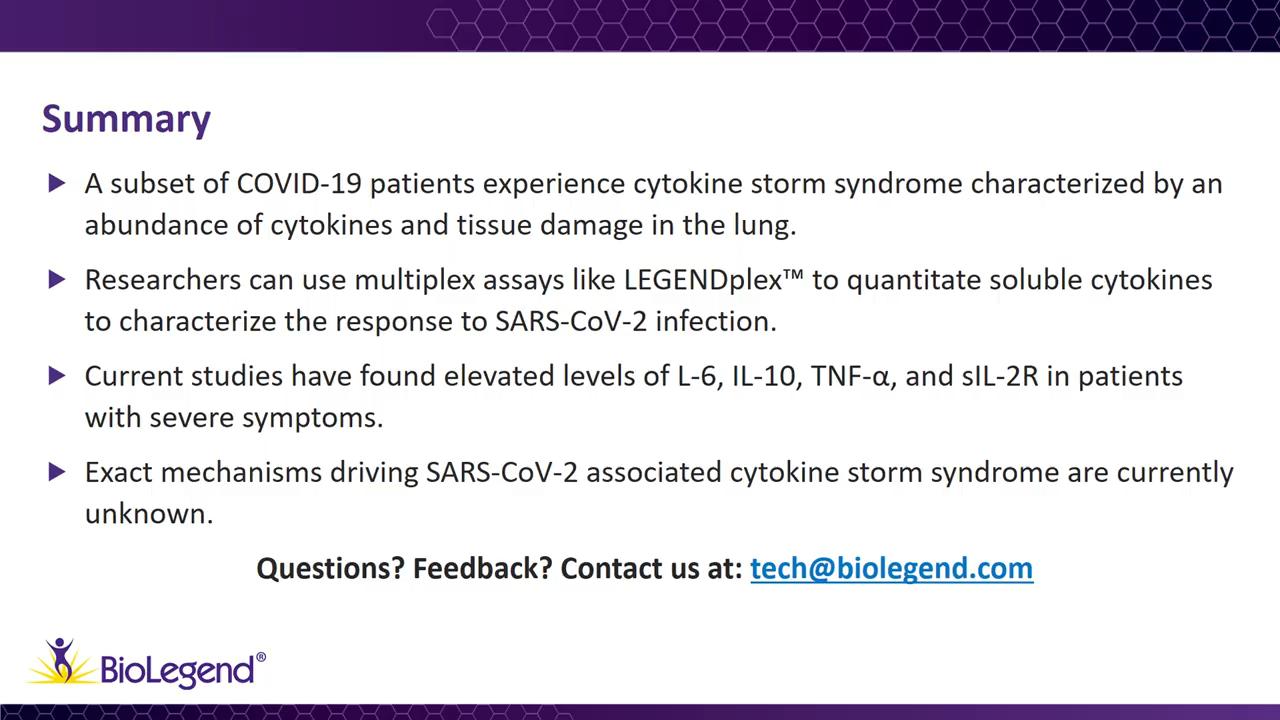 Summary
A subset of COVID-19 patients experience cytokine storm syndrome characterized by an
abundance of cytokines and tissue damage in the lung.
Researchers can use multiplex assays like LEGENDplex™ to quantitate soluble cytokines
to characterize the response to SARS-CoV-2 infection.
Current studies have found elevated levels of L-6, IL-10, TNF-α, and sIL-2R in patients
with severe symptoms.
Exact mechanisms driving SARS-CoV-2 associated cytokine storm syndrome are currently
unknown.
Questions? Feedback? Contact us at: tech@biolegend.com
BioLegend®